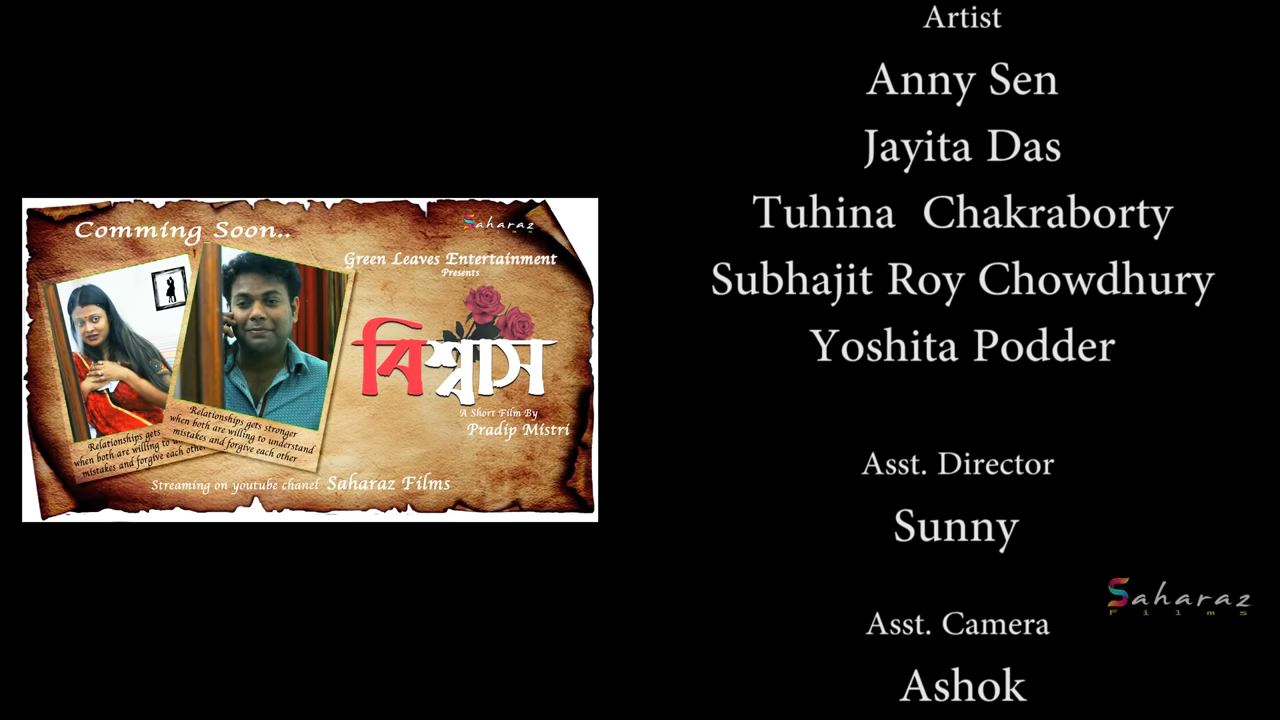 Comming Soon..
Saharaz
Green Leaves Entertainment
Presents
বিশ্বাস
A Short Film By
Pradip Mistri
Relationships gets stronger
when both are willing to understand
mistakes and forgive each other
Relationships gets
when both are willing to
mistakes and forgive each other
Streaming on youtube chanel Saharaz Films
Artist
Anny Sen
Jayita Das
Tuhina Chakraborty
Subhajit Roy Chowdhury
Yoshita Podder
Asst. Director
Sunny
Saharaz
Films
Asst. Camera
Ashok